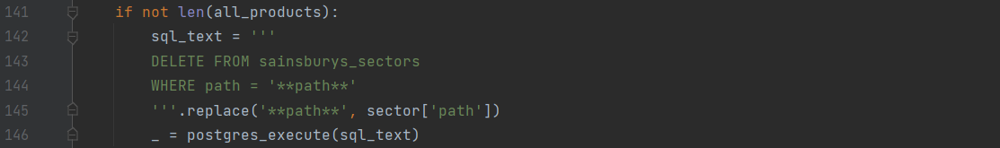 141 if not len(all_products):
142 sql_text = '''
143 DELETE FROM sainsburys_sectors
144 WHERE path = '**path**'
145 '''.replace('**path**', sector['path'])
146 _ = postgres_execute(sql_text)